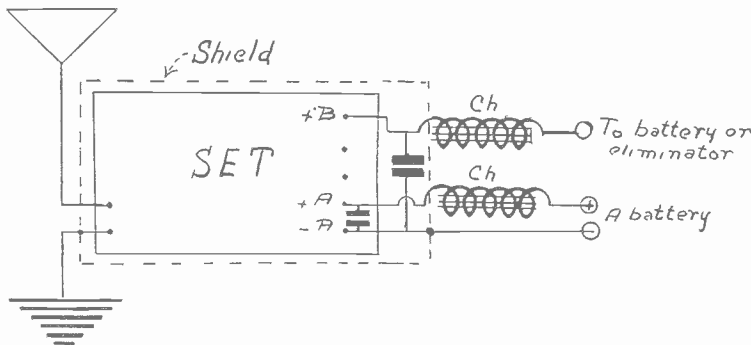 Shield
Ch
+B
To battery or
eliminator
SET
Ch
+A
-A
+
A battery
-